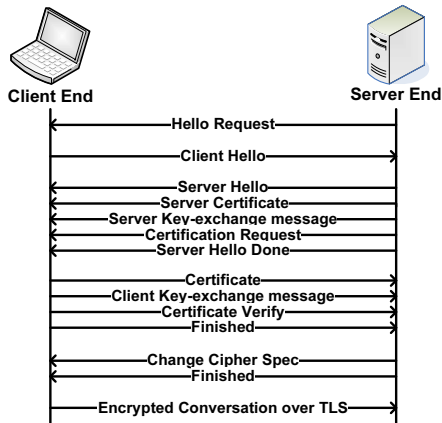 Client End
Server End
Hello Request
Client Hello
Server Hello
Server Certificate
Server Key-exchange message
Certification Request
Server Hello Done
Certificate
Client Key-exchange message
Certificate Verify
Finished
Change Cipher Spec
Finished
Encrypted Conversation over TLS